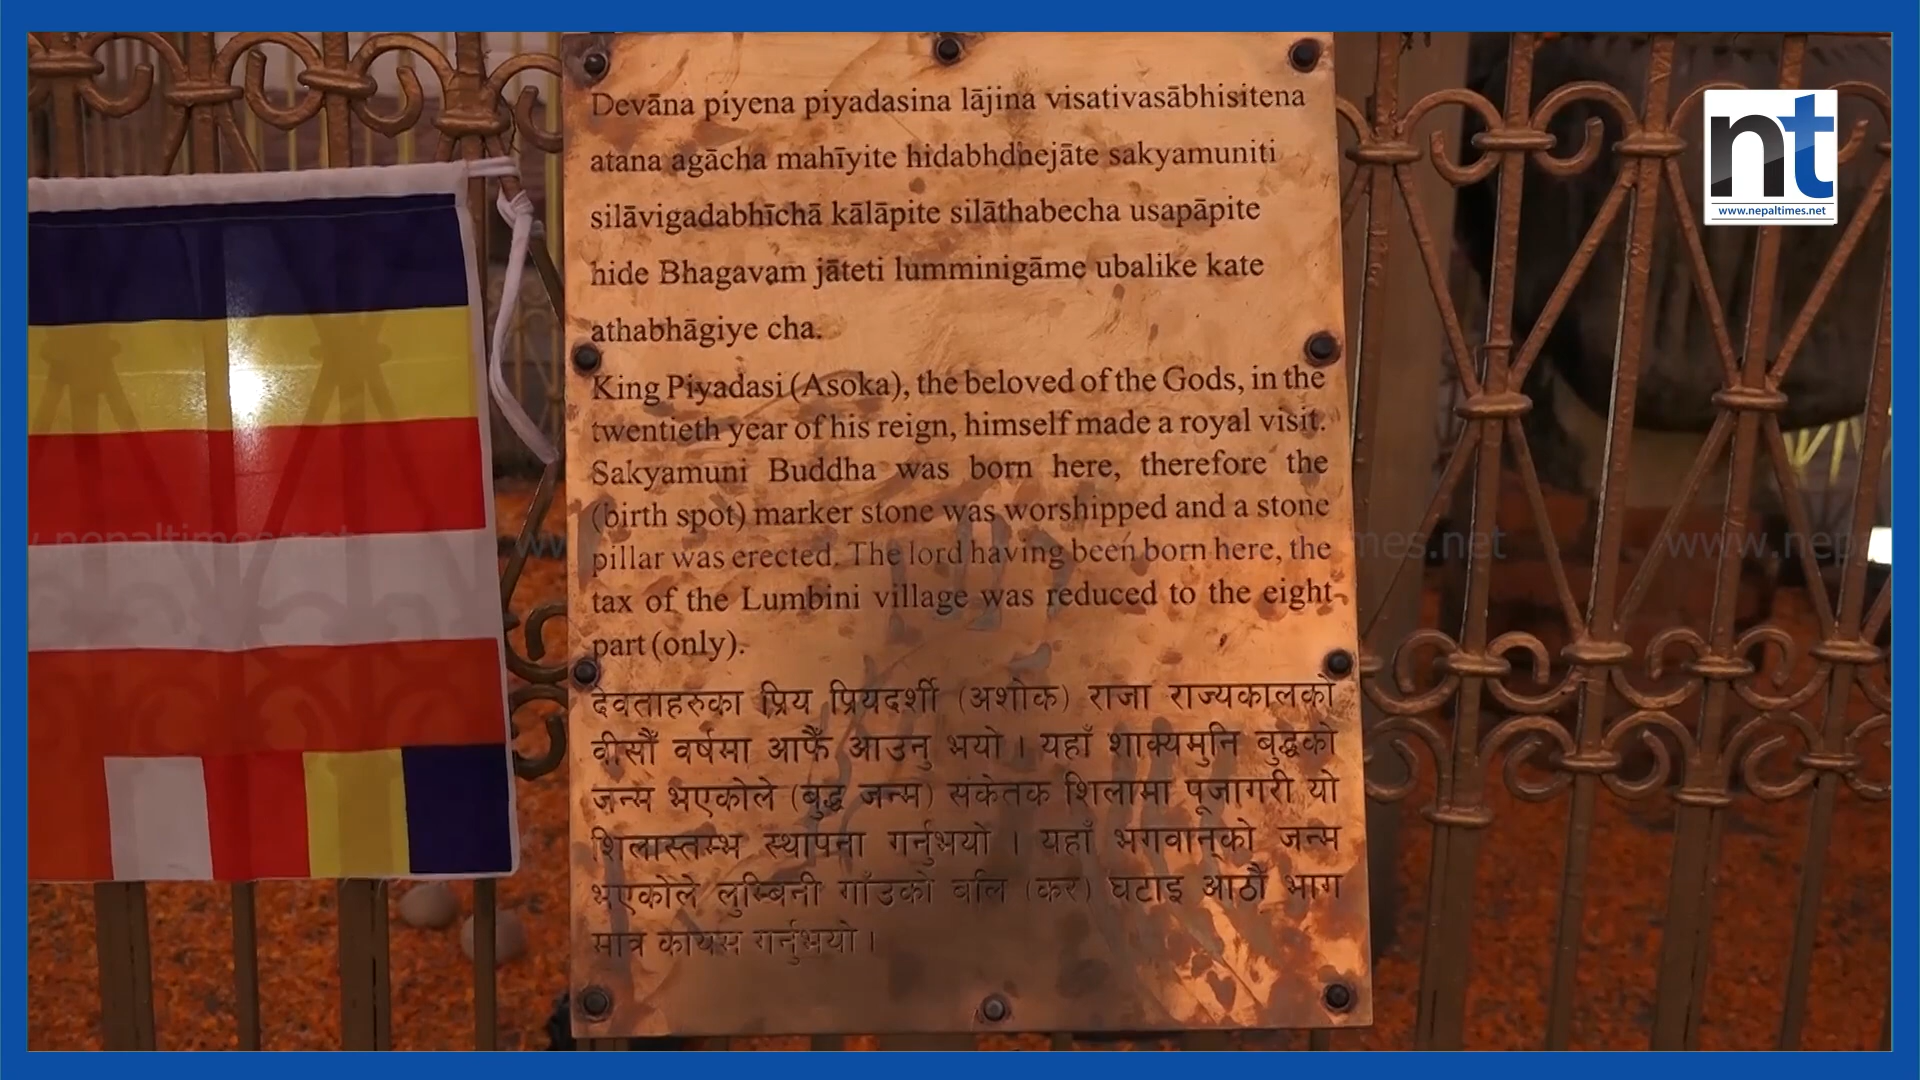 Devāna piyena piyadasina lājina visativasābhisitena
atana agācha mahīyite hidabhdhejāte sakyamuniti
silāvigadabhīchā kālāpite silāthabecha usapāpite
hide Bhagavaṃ jāteti lumminigāme ubalike kate
athabhāgiye cha.
King Piyadasi (Asoka), the beloved of the Gods, in the
twentieth year of his reign, himself made a royal visit.
Sakyamuni Buddha was born here, therefore the
(birth spot) marker stone was worshipped and a stone
pillar was erected. The lord having been born here, the
tax of the Lumbini village was reduced to the eight
part (only).
देवताहरुका प्रिय प्रियदर्शी (अशोक) राजा राज्यकालको
वीसौं वर्षमा आफैं आउनु भयो । यहाँ शाक्यमुनि बुद्धको
जन्म भएकोले (बुद्ध जन्म) संकेतक शिलामा पूजागरी यो
शिलास्तम्भ स्थापना गर्नुभयो । यहाँ भगवान्को जन्म
भएकोले लुम्बिनी गाँउको बलि (कर) घटाइ आठौं भाग
मात्र कायस गर्नुभयो ।
nt
www.nepaltimes.net
www.nepaltimes.net